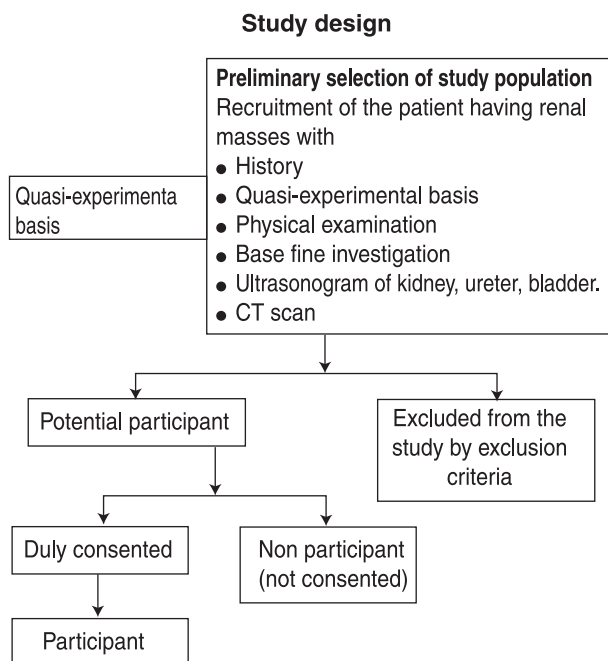 Study design
Preliminary selection of study population
Recruitment of the patient having renal
masses with
● History
● Quasi-experimental basis
● Physical examination
● Base fine investigation
● Ultrasonogram of kidney, ureter, bladder.
● CT scan
Quasi-experimenta
basis
Potential participant
Excluded from the
study by exclusion
criteria
Duly consented
Non participant
(not consented)
Participant